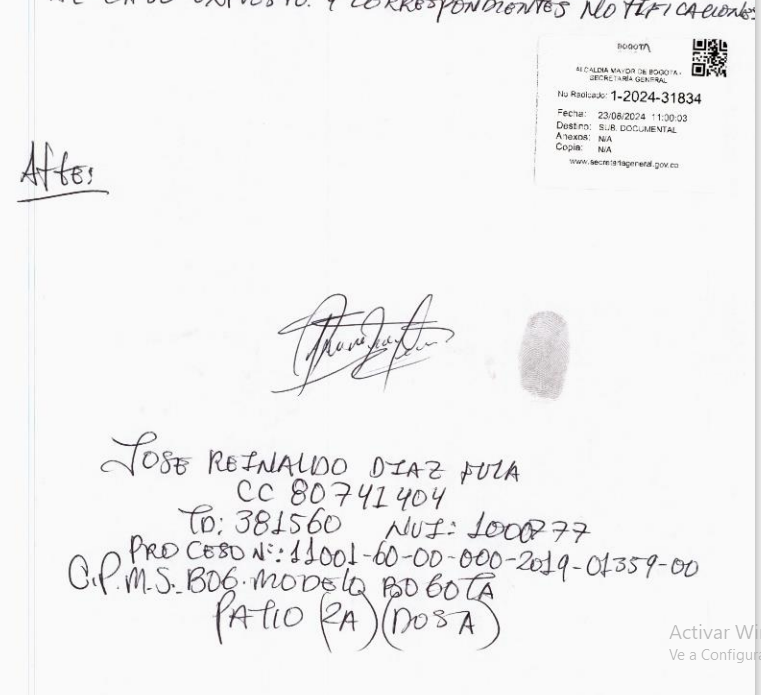 CASO EXPUESTO. Y CORRESPONDIENTES NOTIFICACIONES
BOGOTÁ
ALCALDIA MAYOR DE BOGOTA -
SECRETARIA GENERAL
No Radicado: 1-2024-31834
Fecha: 23/08/2024 11:00:03
Destino: SUB. DOCUMENTAL
Anexos: N/A
Copia: N/A
www.secretariageneral.gov.co
Attes
JOSE REINALDO DIAZ
CC 80741404
TD: 381560 NUI: 1000777
PROCESO Nº: 11001-60-00-000-2019-01359-00
C.P.M.S. BOG. MODELO BOGOTA
PATIO (2A) (DOS A)
Activar Wi
Ve a Configura